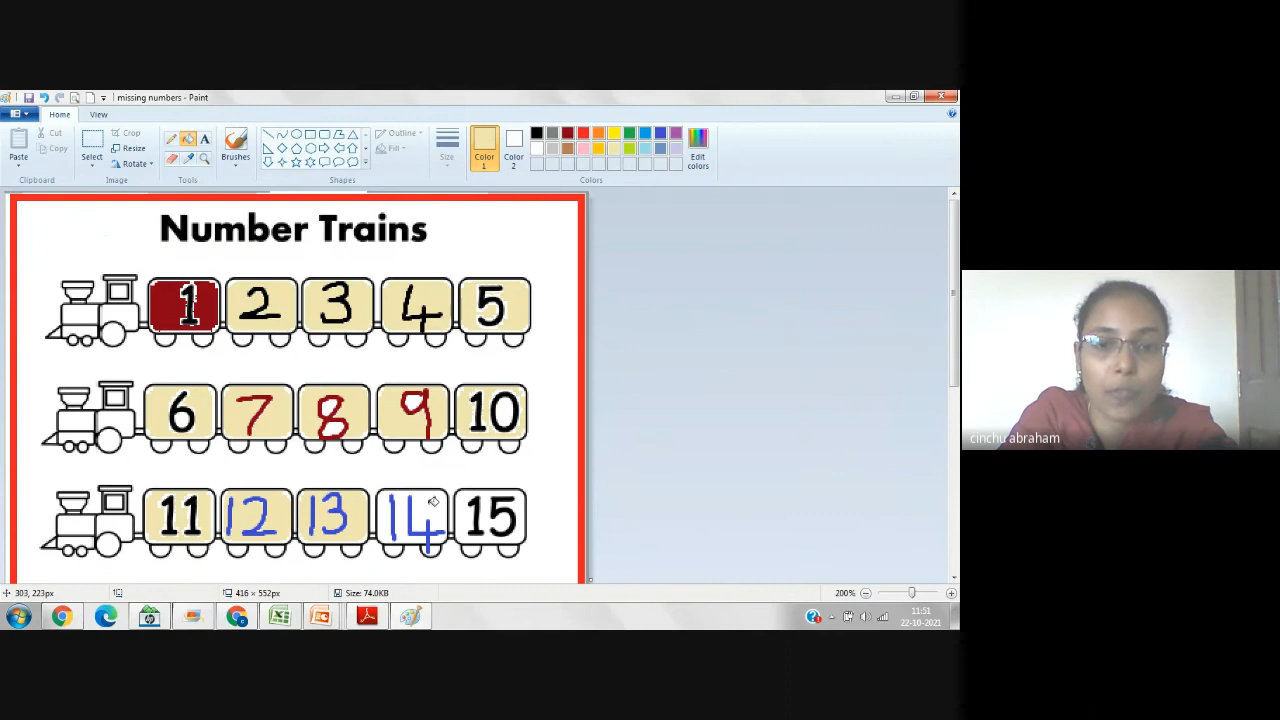 missing numbers - Paint
Home View
Cut
Copy
Paste
Clipboard
Select
Crop
Resize
Rotate
Image
A
Tools
Brushes
Outline
Fill
Shapes
Size
Color 1
Color 2
Edit colors
Colors
Number Trains
1 2 3 4 5
6 7 8 9 10
11 12 13 14 15
cinchu abraham
303, 223px
416 × 552px
Size: 74.0KB
200%
11:51
22-10-2021